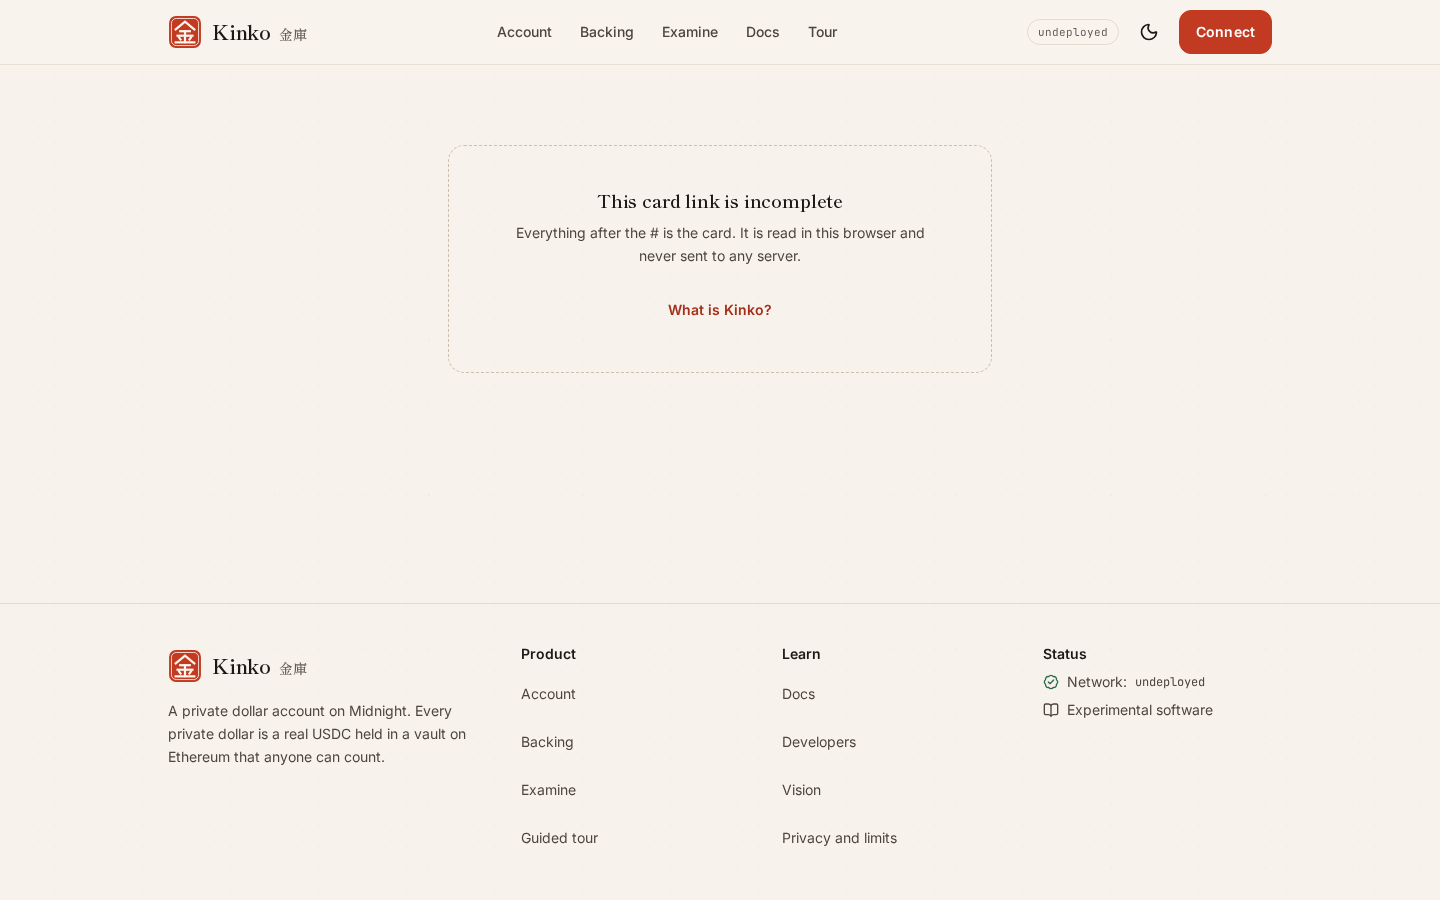 金 Kinko 金庫
Account
Backing
Examine
Docs
Tour
undeployed
Connect
This card link is incomplete
Everything after the # is the card. It is read in this browser and
never sent to any server.
What is Kinko?
金 Kinko 金庫
A private dollar account on Midnight. Every
private dollar is a real USDC held in a vault on
Ethereum that anyone can count.
Product
Account
Backing
Examine
Guided tour
Learn
Docs
Developers
Vision
Privacy and limits
Status
Network: undeployed
Experimental software